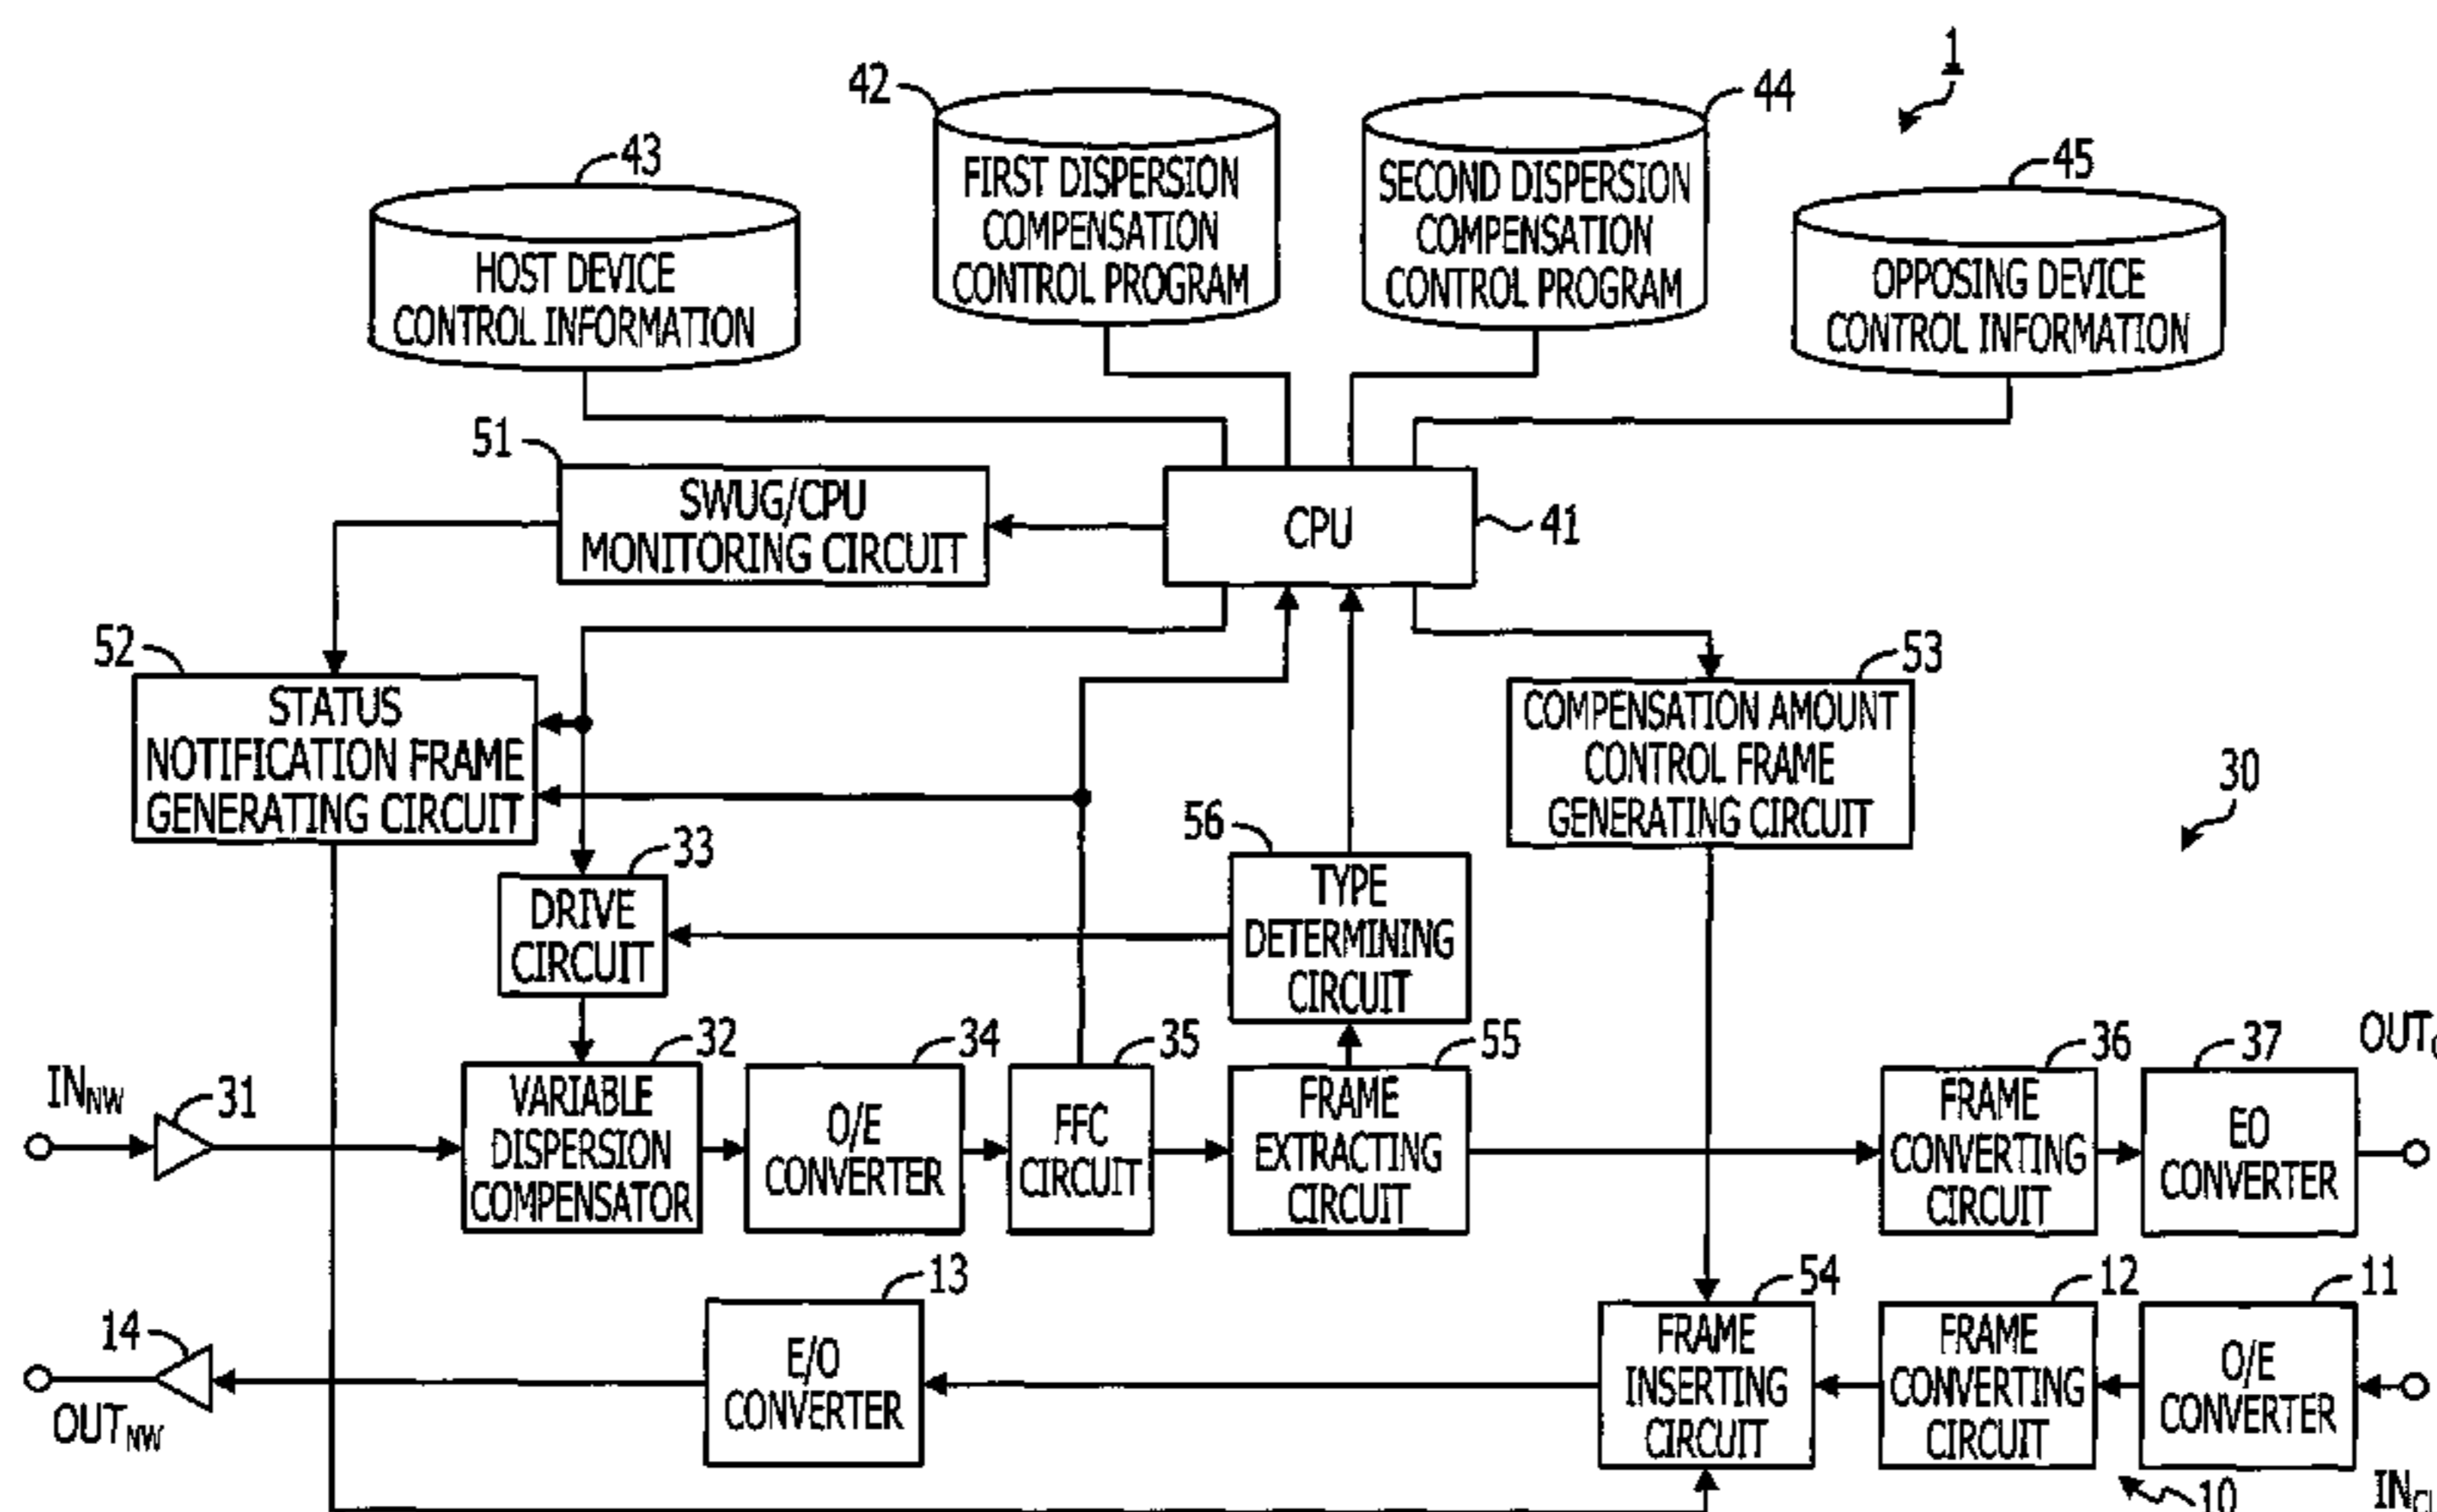 1
42
44
43
45
FIRST DISPERSION
COMPENSATION
CONTROL PROGRAM
SECOND DISPERSION
COMPENSATION
CONTROL PROGRAM
HOST DEVICE
CONTROL INFORMATION
OPPOSING DEVICE
CONTROL INFORMATION
51
SWUG/CPU
MONITORING CIRCUIT
CPU
41
52
STATUS
NOTIFICATION FRAME
GENERATING CIRCUIT
53
COMPENSATION AMOUNT
CONTROL FRAME
GENERATING CIRCUIT
30
33
DRIVE
CIRCUIT
56
TYPE
DETERMINING
CIRCUIT
IN NW
31
32
VARIABLE
DISPERSION
COMPENSATOR
34
O/E
CONVERTER
35
FFC
CIRCUIT
55
FRAME
EXTRACTING
CIRCUIT
36
FRAME
CONVERTING
CIRCUIT
37
EO
CONVERTER
OUT
14
OUT NW
13
E/O
CONVERTER
54
FRAME
INSERTING
CIRCUIT
12
FRAME
CONVERTING
CIRCUIT
11
O/E
CONVERTER
10
IN